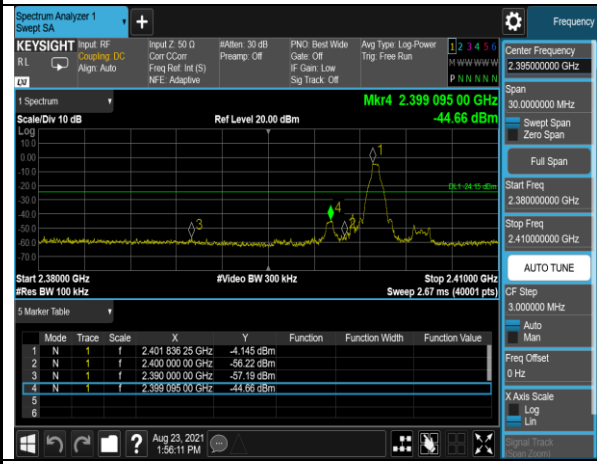 Spectrum Analyzer 1
Swept SA
+
Frequency
KEYSIGHT Input: RF Input Z: 50 Ω #Atten: 30 dB PNO: Best Wide Avg Type: Log-Power 1 2 3 4 5 6
RL Coupling: DC Corr CCorr Preamp: Off Gate: Off Trig: Free Run M W W W W W
Align: Auto Freq Ref: Int (S) IF Gain: Low P N N N N N
NFE: Adaptive Sig Track: Off
LXI
Center Frequency
2.395000000 GHz
Span
30.0000000 MHz
Swept Span
Zero Span
Full Span
Start Freq
2.380000000 GHz
Stop Freq
2.410000000 GHz
AUTO TUNE
CF Step
3.000000 MHz
Auto
Man
Freq Offset
0 Hz
X Axis Scale
Log
Lin
Signal Track
(Span Zoom)
1 Spectrum
Mkr4 2.399 095 00 GHz
Scale/Div 10 dB Ref Level 20.00 dBm -44.66 dBm
Log
10.0
0.00
-10.0
-20.0
-30.0
-40.0
-50.0
-60.0
-70.0
1
DL1 -24.15 dBm
4
2
3
Start 2.38000 GHz #Video BW 300 kHz Stop 2.41000 GHz
#Res BW 100 kHz Sweep 2.67 ms (40001 pts)
5 Marker Table
Mode Trace Scale X Y Function Function Width Function Value
1 N 1 f 2.401 836 25 GHz -4.145 dBm
2 N 1 f 2.400 000 00 GHz -56.22 dBm
3 N 1 f 2.390 000 00 GHz -57.19 dBm
4 N 1 f 2.399 095 00 GHz -44.66 dBm
5
6
? Aug 23, 2021
1:56:11 PM